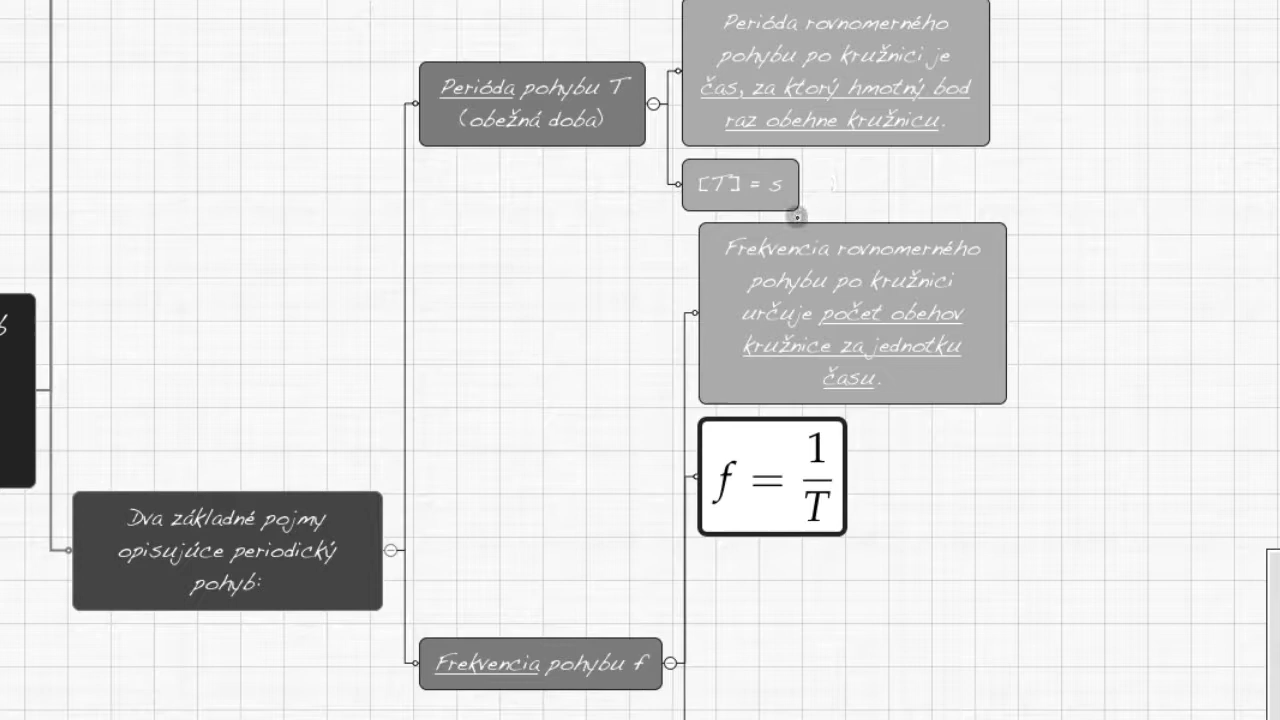 Perióda rovnomerného
pohybu po kružnici je
čas, za ktorý hmotný bod
raz obehne kružnicu.
Perióda pohybu T
(obežná doba)
[T] = s
Frekvencia rovnomerného
pohybu po kružnici
určuje počet obehov
kružnice za jednotku
času.
f = 1/T
Dva základné pojmy
opisujúce periodický
pohyb:
Frekvencia pohybu f